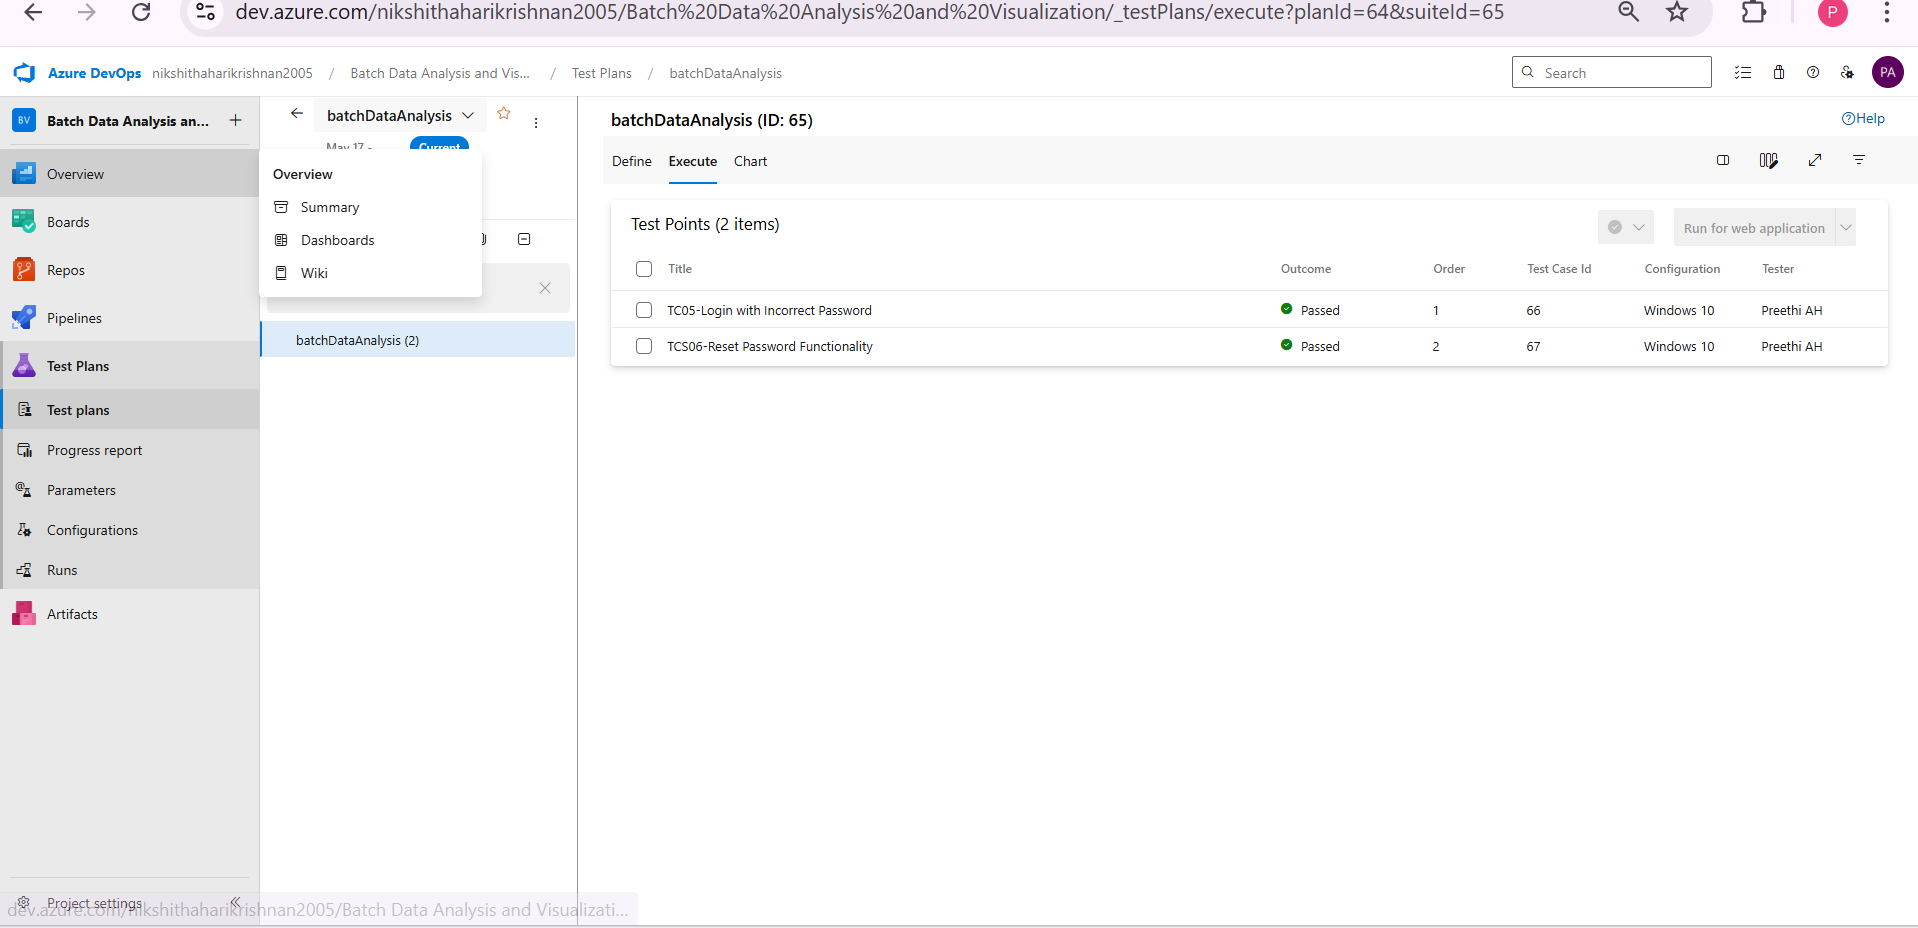 dev.azure.com/nikshithaharikrishnan2005/Batch%20Data%20Analysis%20and%20Visualization/_testPlans/execute?planId=64&suiteId=65
P
Azure DevOps nikshithaharikrishnan2005 / Batch Data Analysis and Vis... / Test Plans / batchDataAnalysis
Search
PA
BV Batch Data Analysis an... +
batchDataAnalysis
May 17 - Current
Overview
Boards
Repos
Pipelines
Test Plans
Test plans
Progress report
Parameters
Configurations
Runs
Artifacts
Project settings
dev.azure.com/nikshithaharikrishnan2005/Batch Data Analysis and Visualizati...
Overview
Summary
Dashboards
Wiki
batchDataAnalysis (2)
batchDataAnalysis (ID: 65)
Help
Define Execute Chart
Test Points (2 items)
Run for web application
Title Outcome Order Test Case Id Configuration Tester
TC05-Login with Incorrect Password Passed 1 66 Windows 10 Preethi AH
TCS06-Reset Password Functionality Passed 2 67 Windows 10 Preethi AH